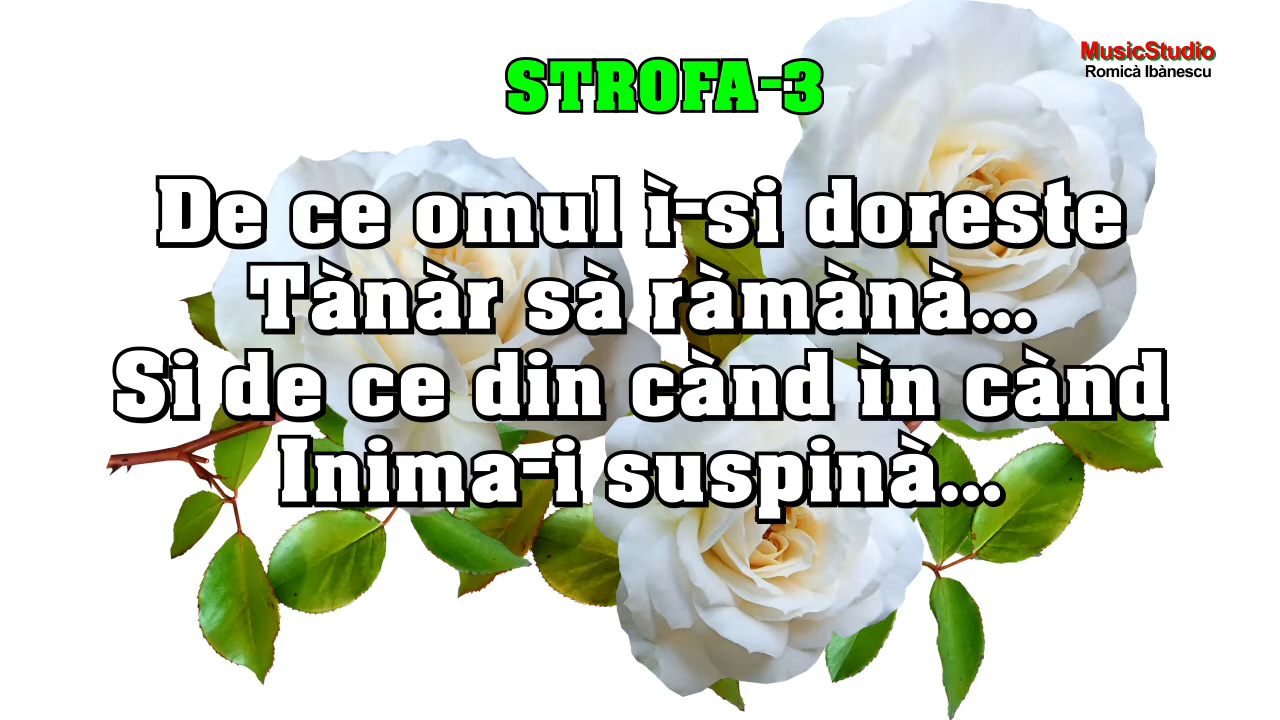 MusicStudio
Romicà Ibànescu
STROFA-3
De ce omul ì-si doreste
Tànàr sà ràmànà...
Si de ce din cànd ìn cànd
Inima-i suspinà...